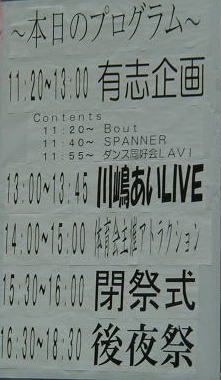 ～本日のプログラム～
11:20～13:00 有志企画
Contents
11:20～ Bout
11:40～ SPANNER
11:55～ ダンス同好会LAVI
13:00～13:45 川嶋あいLIVE
14:00～15:00 体育会主催アトラクション
15:30～16:00 閉祭式
16:30～18:30 後夜祭